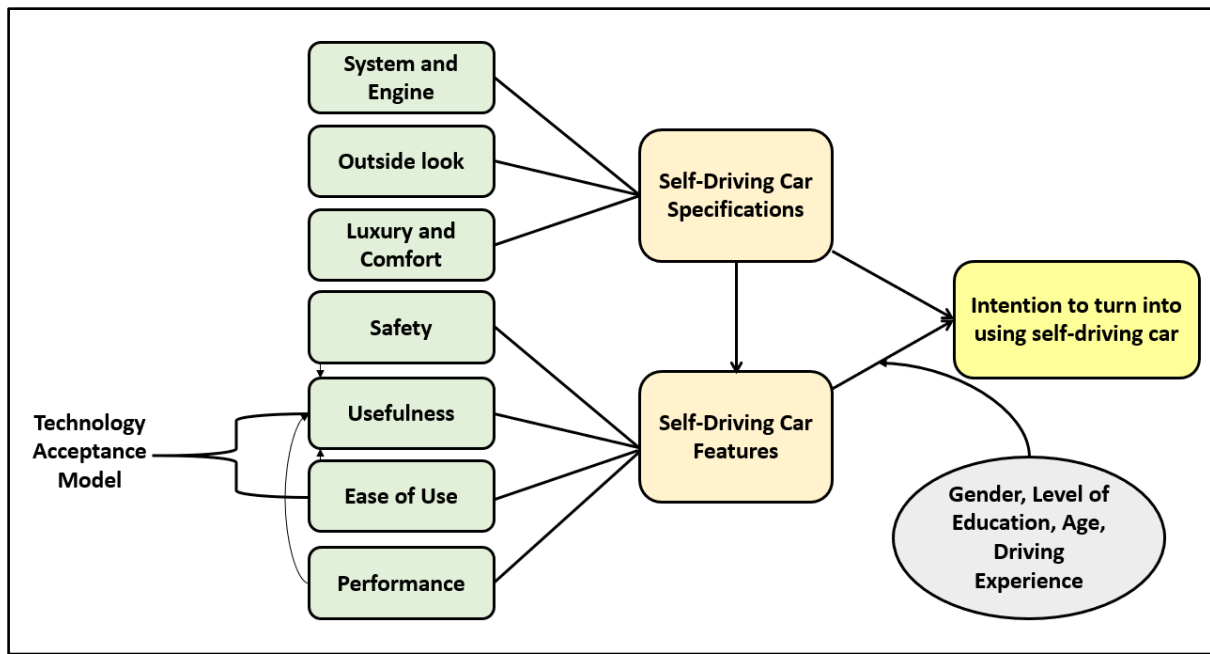 System and
Engine
Outside look
Luxury and
Comfort
Safety
Usefulness
Ease of Use
Performance
Technology
Acceptance
Model
Self-Driving Car
Specifications
Self-Driving Car
Features
Intention to turn into
using self-driving car
Gender, Level of
Education, Age,
Driving
Experience